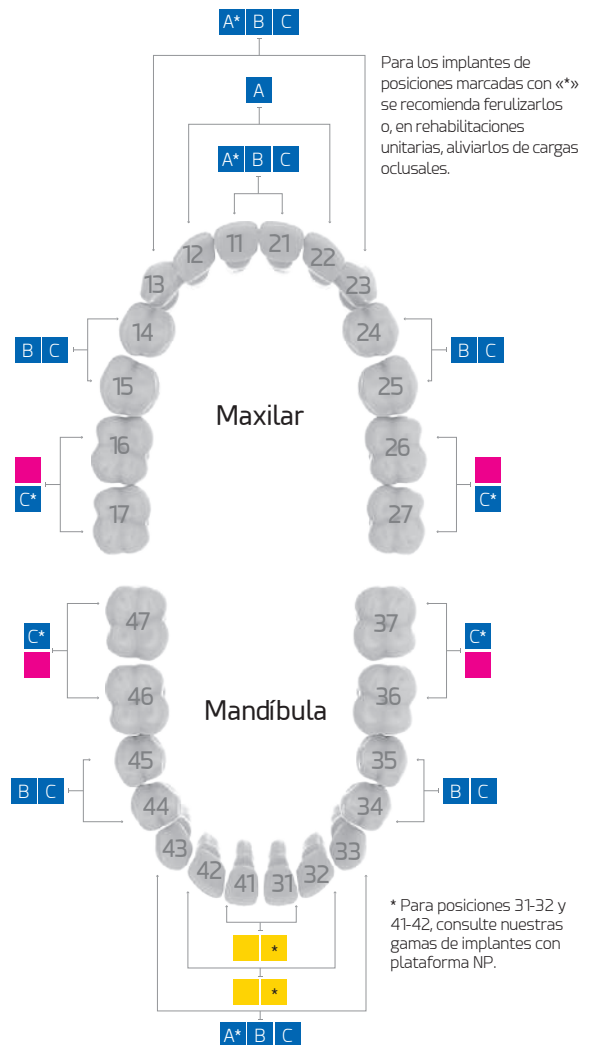 A* B C
Para los implantes de
posiciones marcadas con «*»
se recomienda ferulizarlos
o, en rehabilitaciones
unitarias, aliviarlos de cargas
oclusales.
A
A* B C
11 21
12 22
13 23
14 24
B C B C
15 25
Maxilar
16 26
C* C*
17 27
47 37
C* C*
46 36
Mandíbula
45 35
B C B C
44 34
43 33
42 32
41 31
* Para posiciones 31-32 y
41-42, consulte nuestras
gamas de implantes con
plataforma NP.
*
*
A* B C